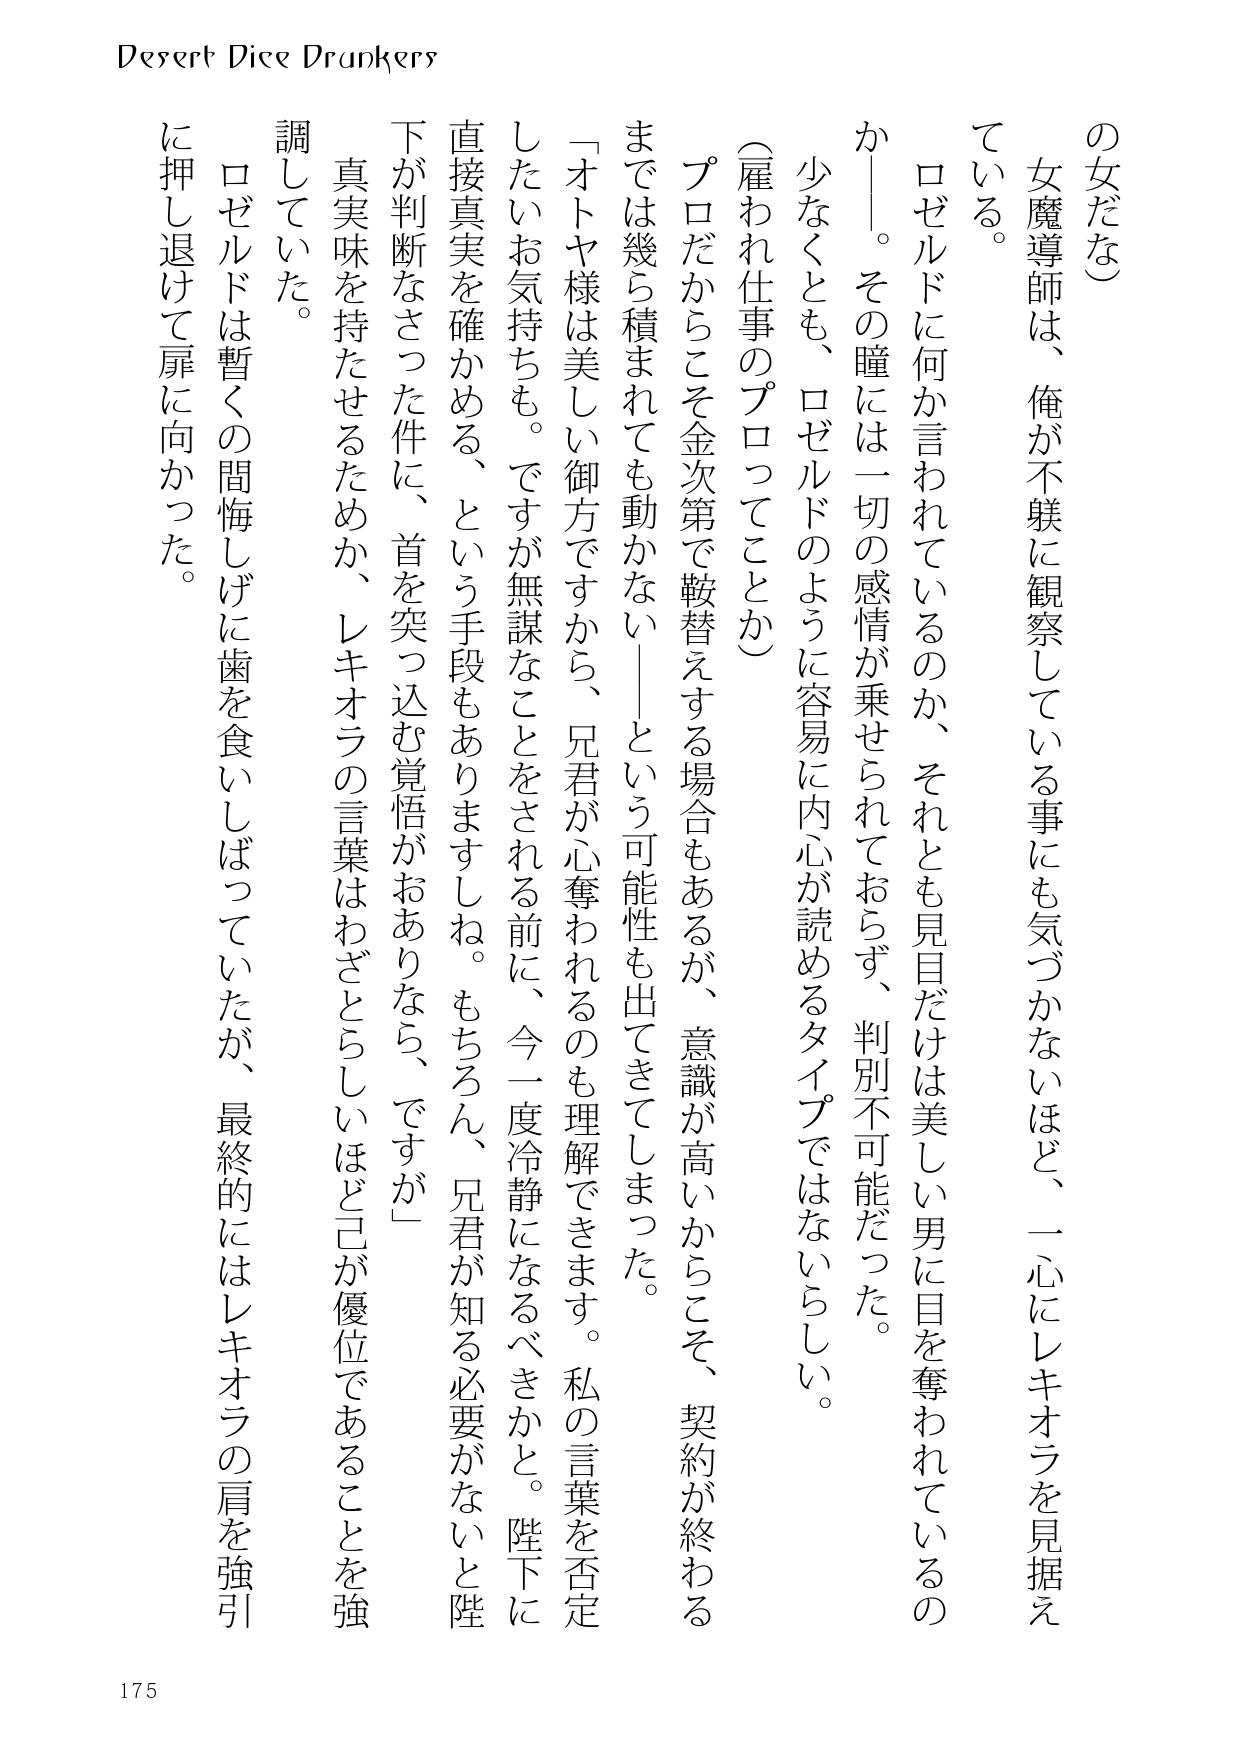 Desert Dice Drunkers
の女だな)
　女魔導師は、俺が不躾に観察している事にも気づかないほど、一心にレキオラを見据え
ている。
　ロゼルドに何か言われているのか、それとも見目だけは美しい男に目を奪われているの
か――。その瞳には一切の感情が乗せられておらず、判別不可能だった。
　少なくとも、ロゼルドのように容易に内心が読めるタイプではないらしい。
(雇われ仕事のプロってことか)
　プロだからこそ金次第で鞍替えする場合もあるが、意識が高いからこそ、契約が終わる
までは幾ら積まれても動かない――という可能性も出てきてしまった。
「オトヤ様は美しい御方ですから、兄君が心奪われるのも理解できます。私の言葉を否定
したいお気持ちも。ですが無謀なことをされる前に、今一度冷静になるべきかと。陛下に
直接真実を確かめる、という手段もありますしね。もちろん、兄君が知る必要がないと陛
下が判断なさった件に、首を突っ込む覚悟がおありなら、ですが」
　真実味を持たせるためか、レキオラの言葉はわざとらしいほど己が優位であることを強
調していた。
　ロゼルドは暫くの間悔しげに歯を食いしばっていたが、最終的にはレキオラの肩を強引
に押し退けて扉に向かった。
175